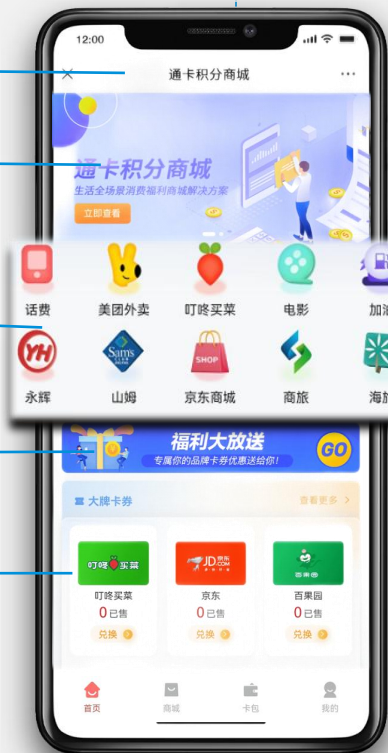 12:00
通卡积分商城
通卡积分商城
生活全场景消费福利商城解决方案
立即查看
话费
美团外卖
叮咚买菜
电影
加油
YH
Sam's
SHOP
永辉
山姆
京东商城
商旅
海旅
福利大放送
专属你的品牌卡券优惠送给你!
GO
大牌卡券
查看更多 >
叮咚买菜
JD京东
.COM
百果园
叮咚买菜
京东
百果园
0已售
0已售
0已售
兑换
兑换
兑换
首页
商城
卡包
我的